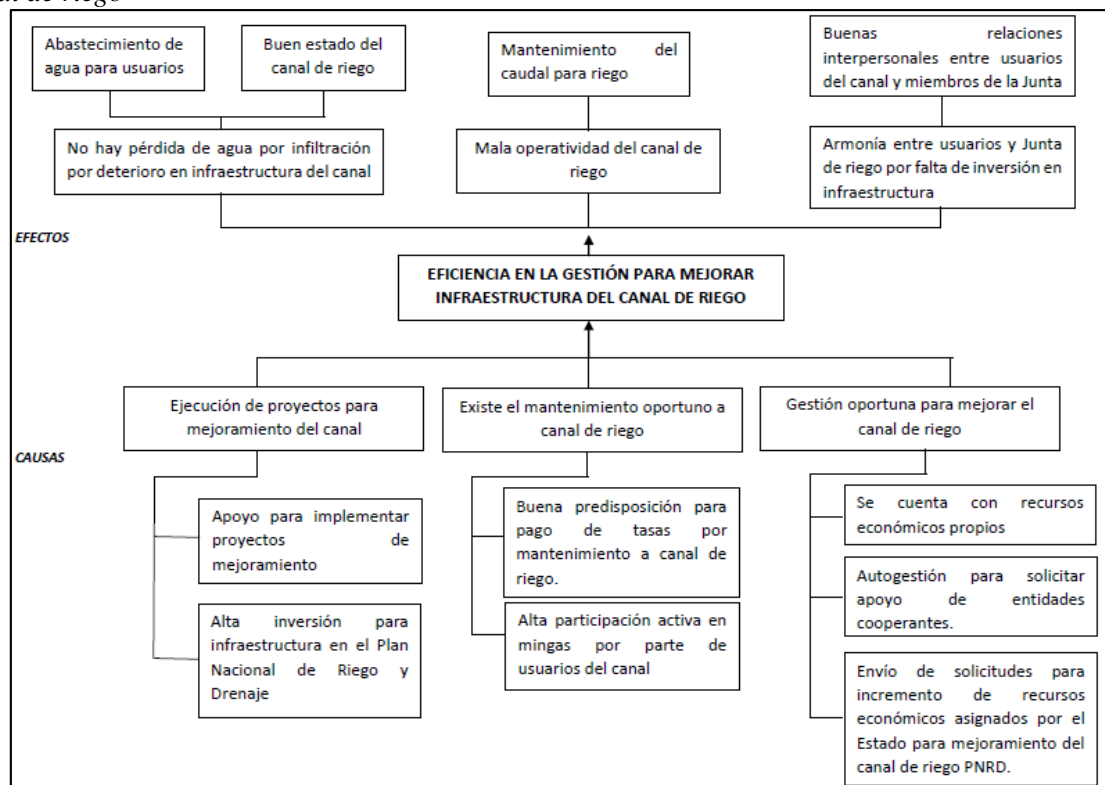 al de riego
Abastecimiento de
agua para usuarios
Buen estado del
canal de riego
Mantenimiento del
caudal para riego
Buenas relaciones
interpersonales entre usuarios
del canal y miembros de la Junta
No hay pérdida de agua por infiltración
por deterioro en infraestructura del canal
Mala operatividad del canal de
riego
Armonía entre usuarios y Junta
de riego por falta de inversión en
infraestructura
EFECTOS
EFICIENCIA EN LA GESTIÓN PARA MEJORAR
INFRAESTRUCTURA DEL CANAL DE RIEGO
Ejecución de proyectos para
mejoramiento del canal
Existe el mantenimiento oportuno a
canal de riego
Gestión oportuna para mejorar el
canal de riego
CAUSAS
Apoyo para implementar
proyectos de
mejoramiento
Alta inversión para
infraestructura en el Plan
Nacional de Riego y
Drenaje
Buena predisposición para
pago de tasas por
mantenimiento a canal de
riego.
Alta participación activa en
mingas por parte de
usuarios del canal
Se cuenta con recursos
económicos propios
Autogestión para solicitar
apoyo de entidades
cooperantes.
Envío de solicitudes para
incremento de recursos
económicos asignados por el
Estado para mejoramiento del
canal de riego PNRD.